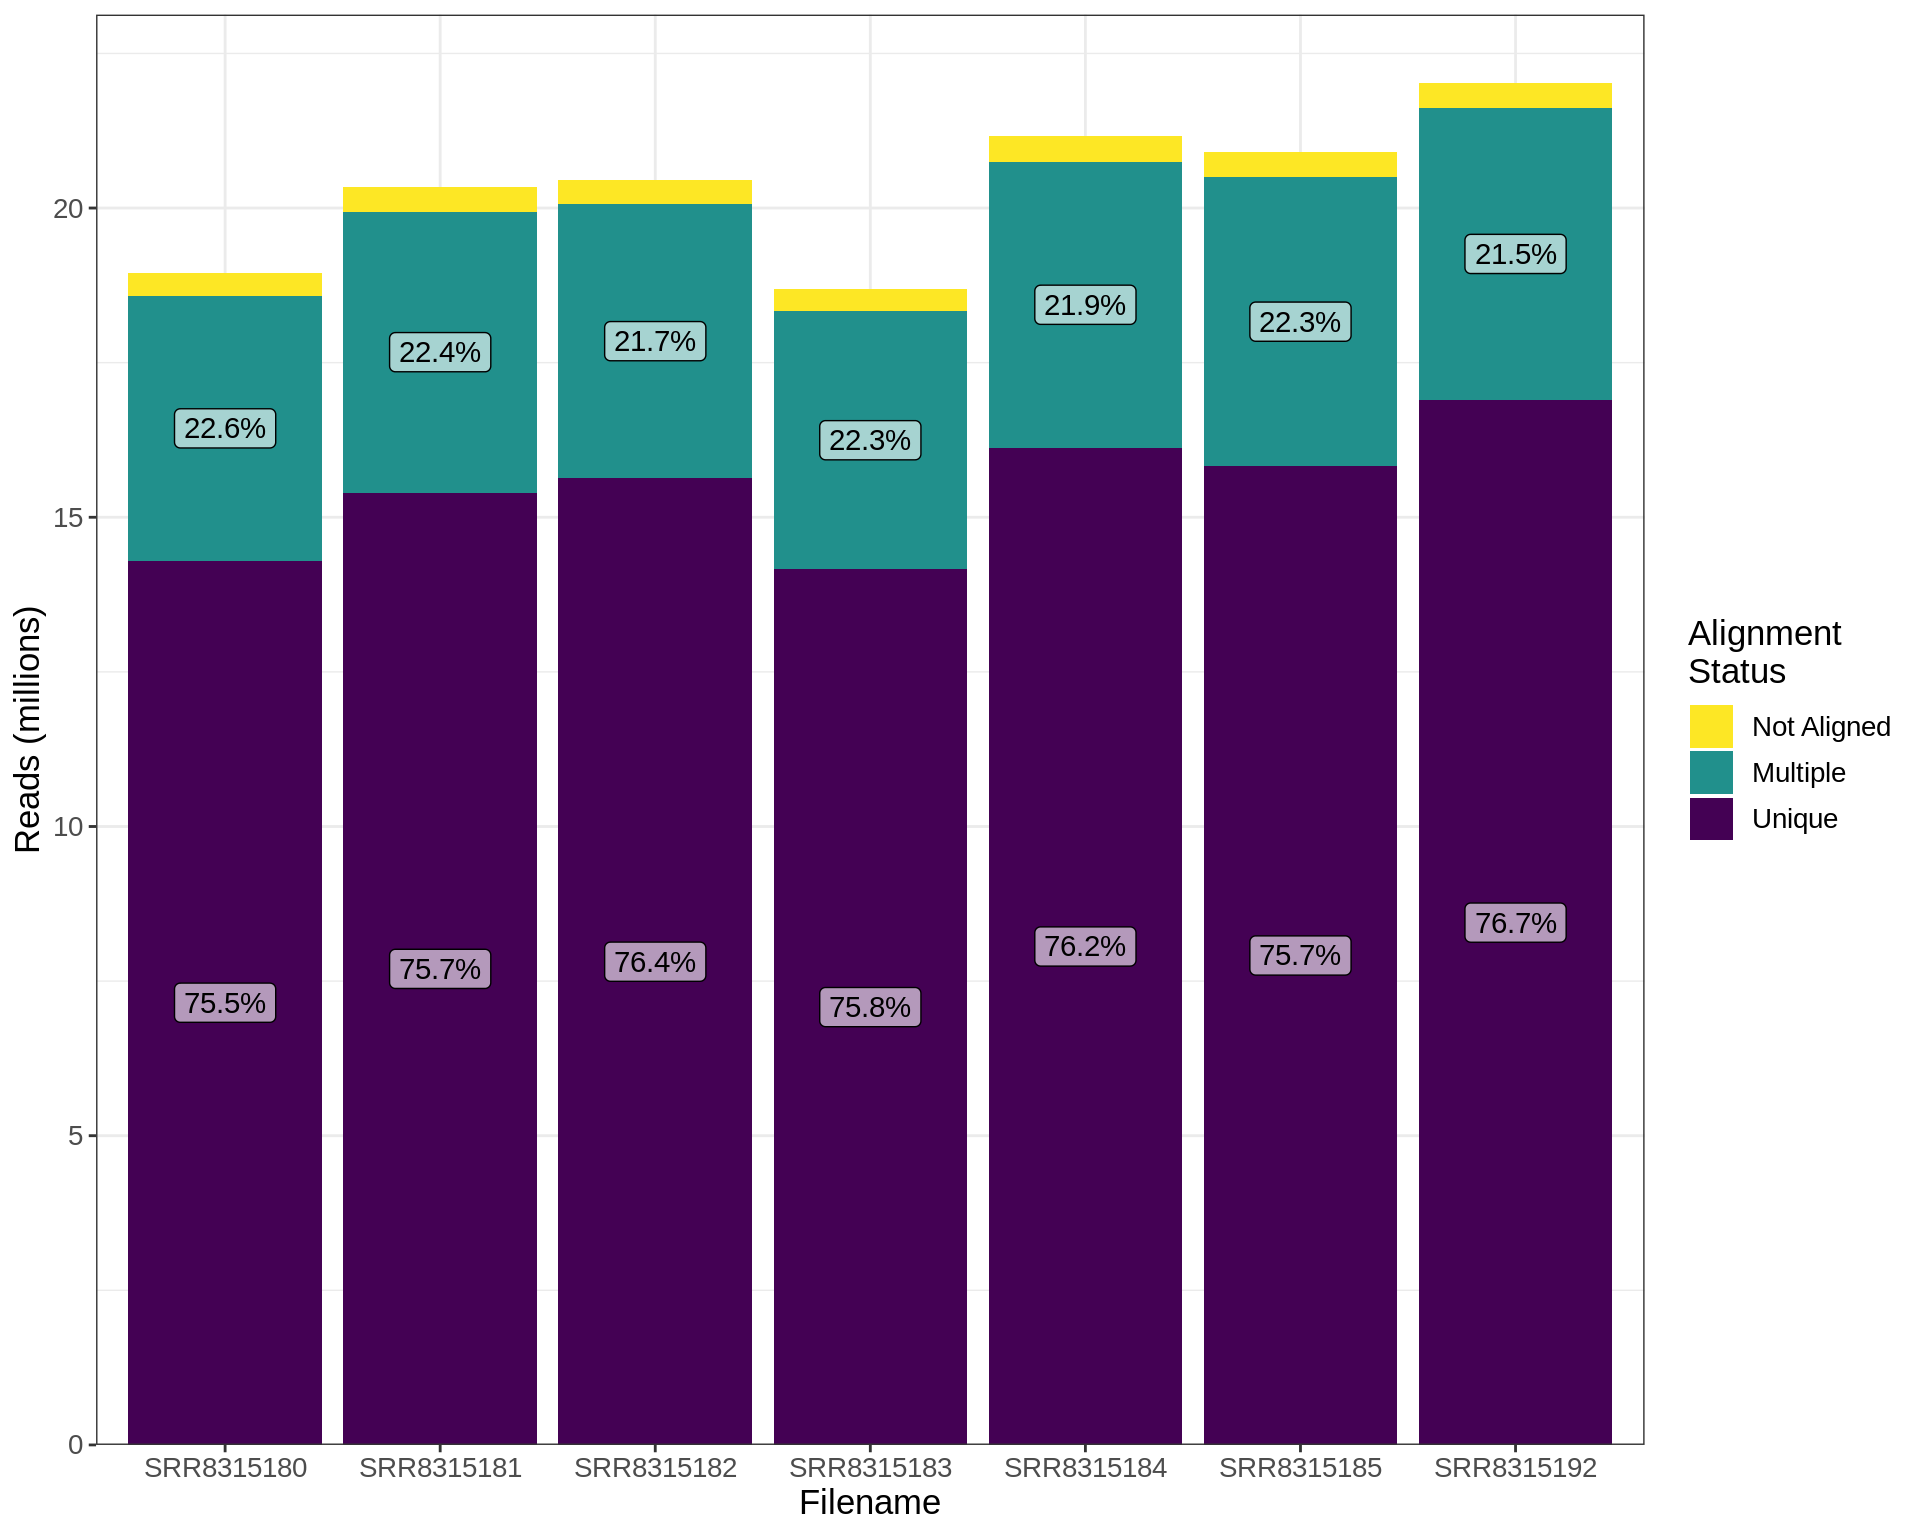 Reads (millions)
20
15
10
5
0
22.6%
22.4%
21.7%
22.3%
21.9%
22.3%
21.5%
75.5%
75.7%
76.4%
75.8%
76.2%
75.7%
76.7%
SRR8315180
SRR8315181
SRR8315182
SRR8315183
SRR8315184
SRR8315185
SRR8315192
Filename
Alignment
Status
Not Aligned
Multiple
Unique